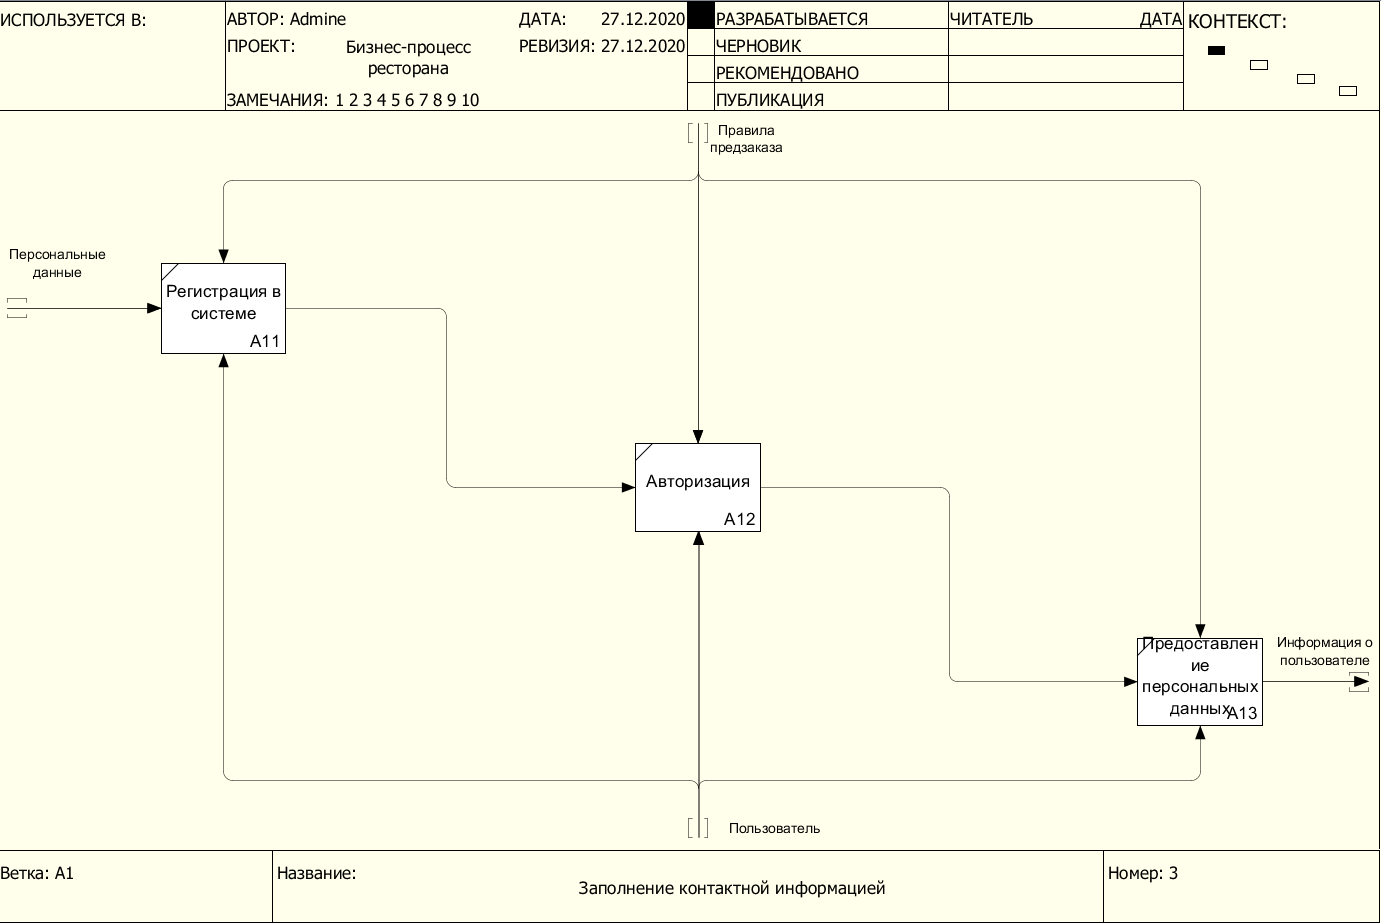 ИСПОЛЬЗУЕТСЯ В:
АВТОР: Admine
ДАТА: 27.12.2020
ПРОЕКТ: Бизнес-процесс
ресторана
РЕВИЗИЯ: 27.12.2020
ЗАМЕЧАНИЯ: 1 2 3 4 5 6 7 8 9 10
РАЗРАБАТЫВАЕТСЯ
ЧЕРНОВИК
РЕКОМЕНДОВАНО
ПУБЛИКАЦИЯ
ЧИТАТЕЛЬ ДАТА
КОНТЕКСТ:
Правила
предзаказа
Персональные
данные
Регистрация в
системе
A11
Авторизация
A12
Предоставлен
ие
персональных
данных
A13
Информация о
пользователе
Пользователь
Ветка: A1
Название:
Заполнение контактной информацией
Номер: 3